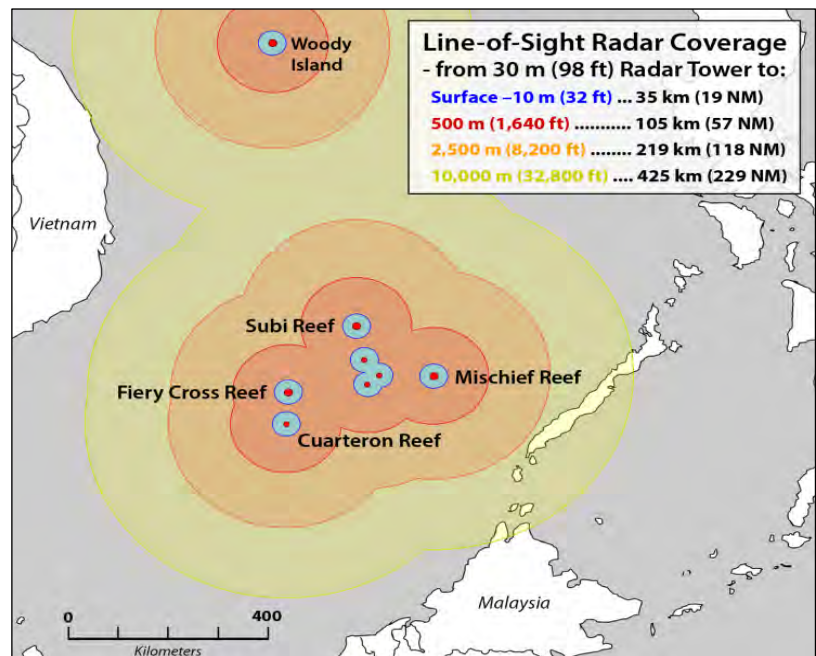 Woody
Island
Line-of-Sight Radar Coverage
- from 30 m (98 ft) Radar Tower to:
Surface –10 m (32 ft) ... 35 km (19 NM)
500 m (1,640 ft) ........... 105 km (57 NM)
2,500 m (8,200 ft) ........ 219 km (118 NM)
10,000 m (32,800 ft) .... 425 km (229 NM)
Vietnam
Subi Reef
Mischief Reef
Fiery Cross Reef
Cuarteron Reef
Malaysia
0 400
Kilometers